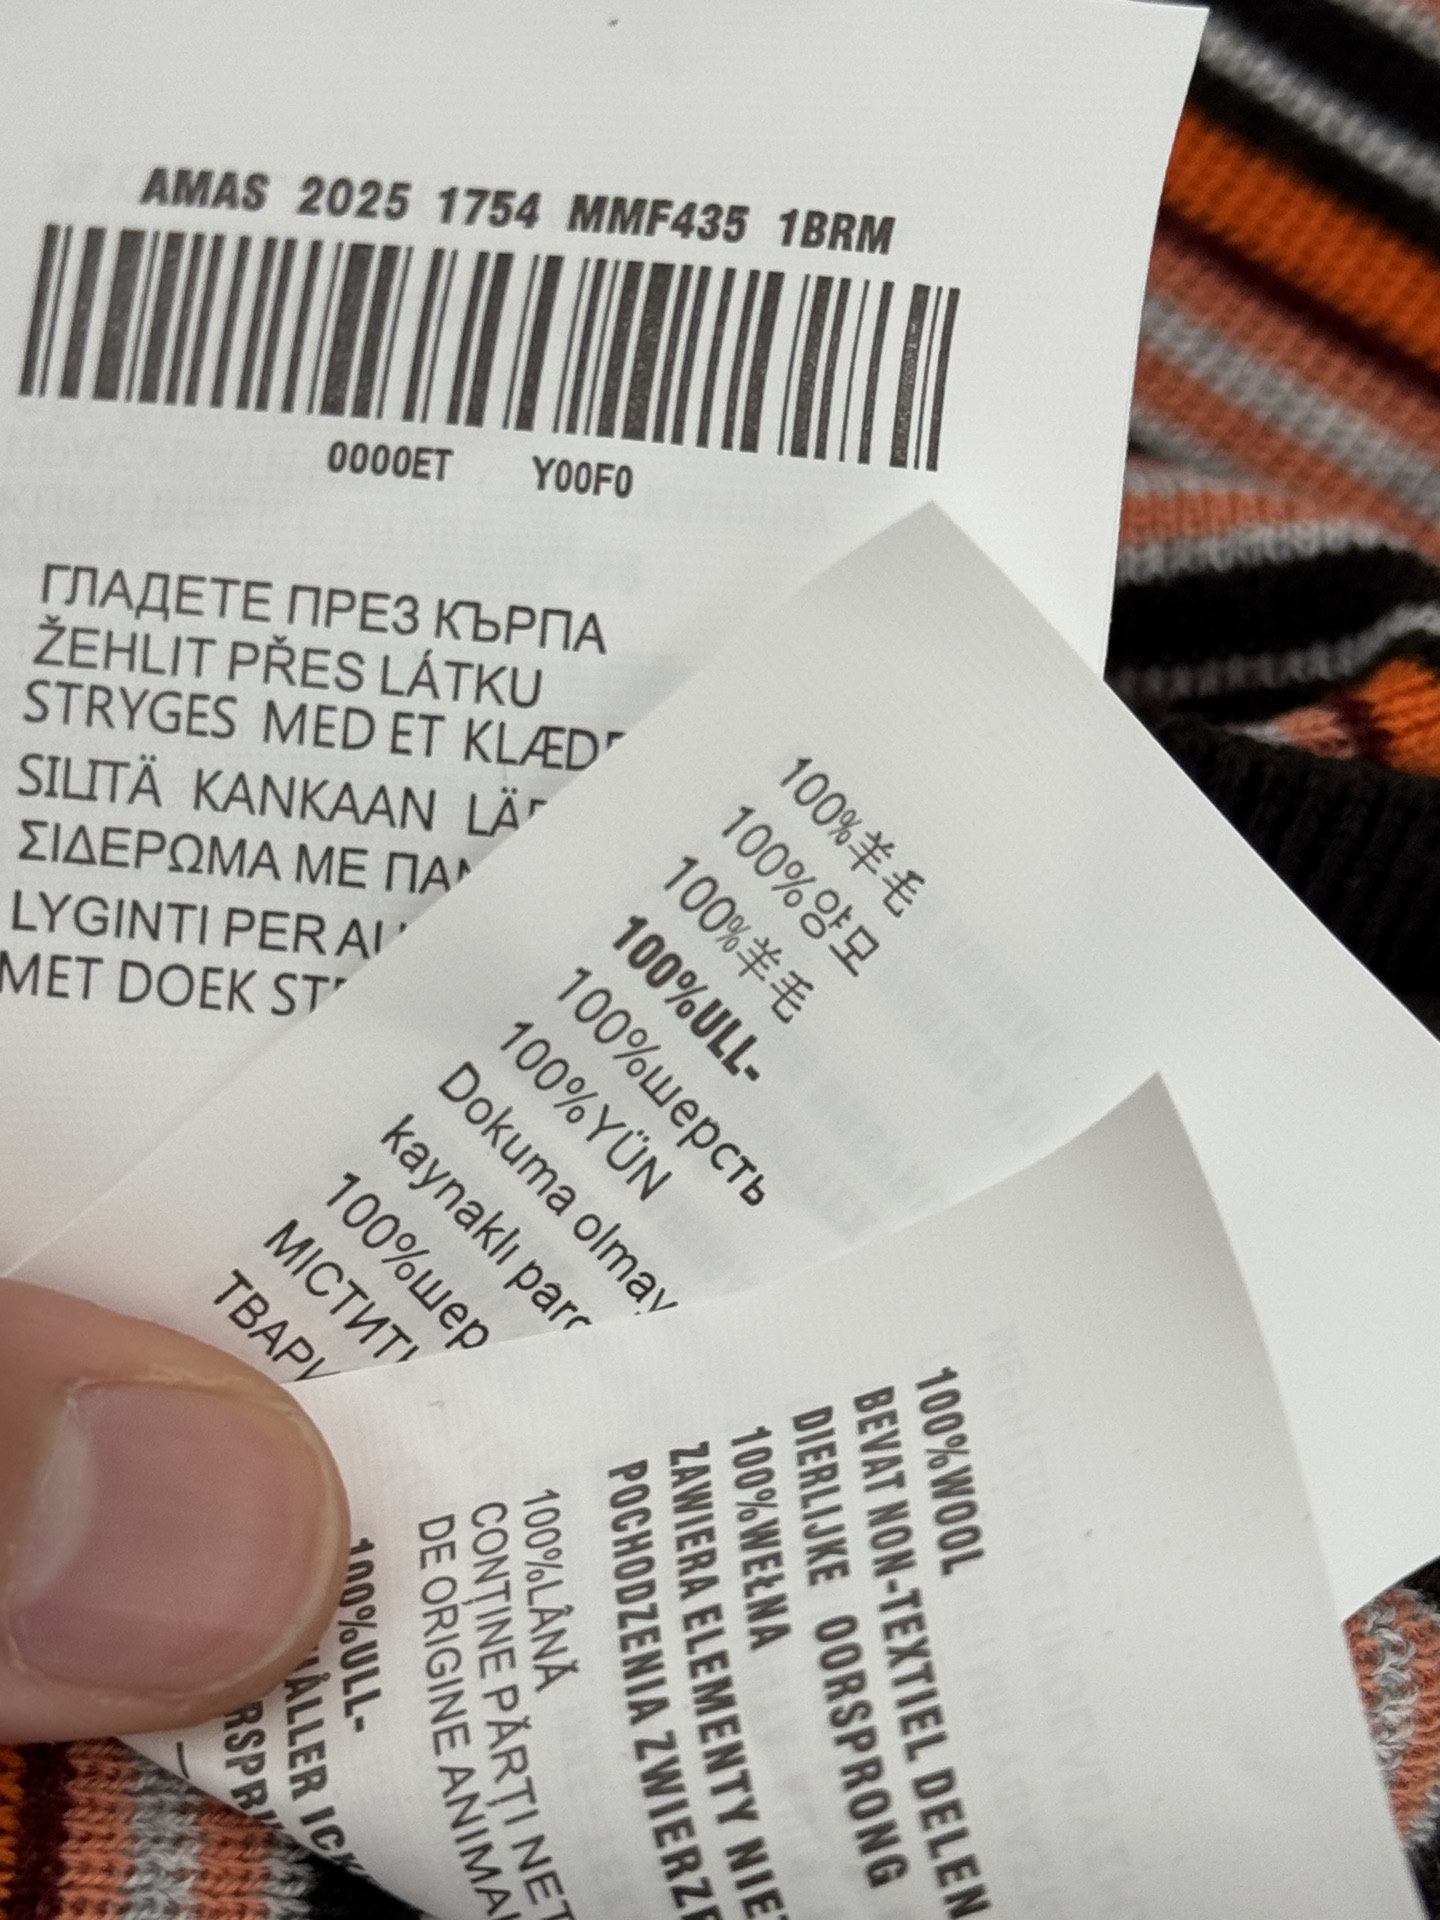 AMAS 2025 1754 MMF435 1BRM
0000ET Y00F0
ГЛАДЕТЕ ПРЕЗ КЪРПА
ŽEHLIT PŘES LÁTKU
STRYGES MED ET
SILITÄ KANKAAN
ΣΙΔΕΡΩΜΑ ΜΕ
LYGINTI PER
MET DOEK
100%羊毛
100%양모
100%羊毛
100%ULL-
100%шерсть
100%YÜN
Dokuma
kaynaklı
100%
100%WOOL
BEVAT NON-TEXTIEL DELEN
DIERLIJKE OORSPRONG
100%WEŁNA
ZAWIERA ELEMENTY
POCHODZENIA
100%LÂNĂ
CONȚINE PĂRȚI
DE ORIGINE
100%ULL-